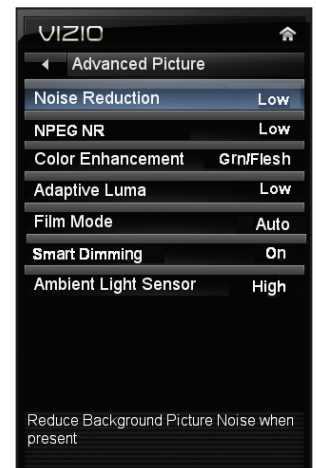 VIZIO
Advanced Picture
Noise Reduction Low
NPEG NR Low
Color Enhancement Grn/Flesh
Adaptive Luma Low
Film Mode Auto
Smart Dimming On
Ambient Light Sensor High
Reduce Background Picture Noise when
present